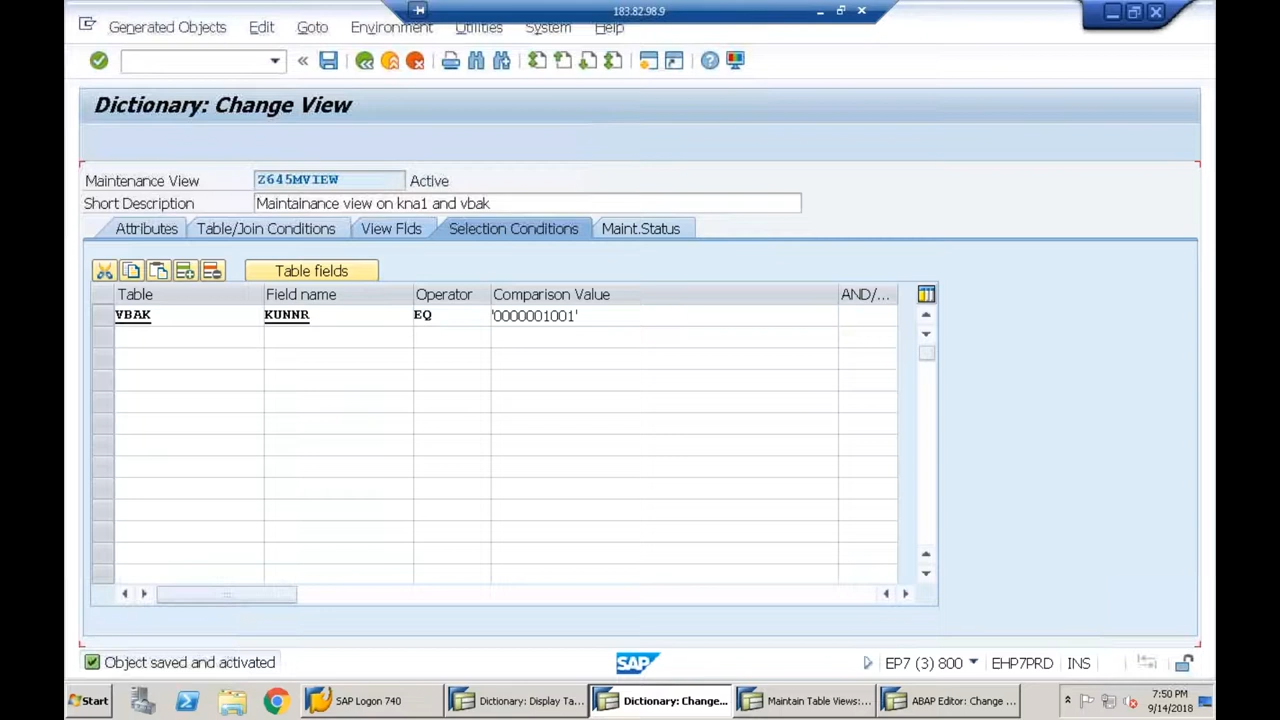 183.82.98.9
Generated Objects Edit Goto Environment Utilities System Help
Dictionary: Change View
Maintenance View Z645MVIEW Active
Short Description Maintainance view on kna1 and vbak
Attributes Table/Join Conditions View Flds Selection Conditions Maint.Status
Table fields
Table Field name Operator Comparison Value AND/...
VBAK KUNNR EQ '0000001001'
Object saved and activated SAP EP7 (3) 800 EHP7PRD INS
Start SAP Logon 740 Dictionary: Display Ta... Dictionary: Change... Maintain Table Views:... ABAP Editor: Change ... 7:50 PM
9/14/2018